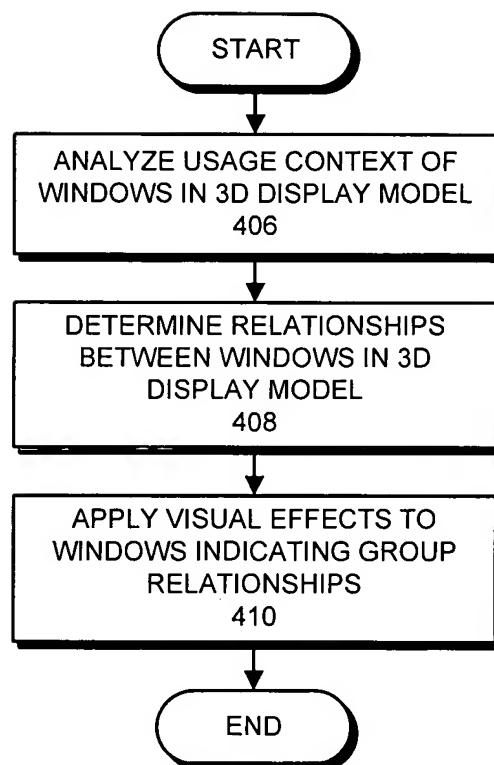 START
ANALYZE USAGE CONTEXT OF
WINDOWS IN 3D DISPLAY MODEL
406
DETERMINE RELATIONSHIPS
BETWEEN WINDOWS IN 3D
DISPLAY MODEL
408
APPLY VISUAL EFFECTS TO
WINDOWS INDICATING GROUP
RELATIONSHIPS
410
END